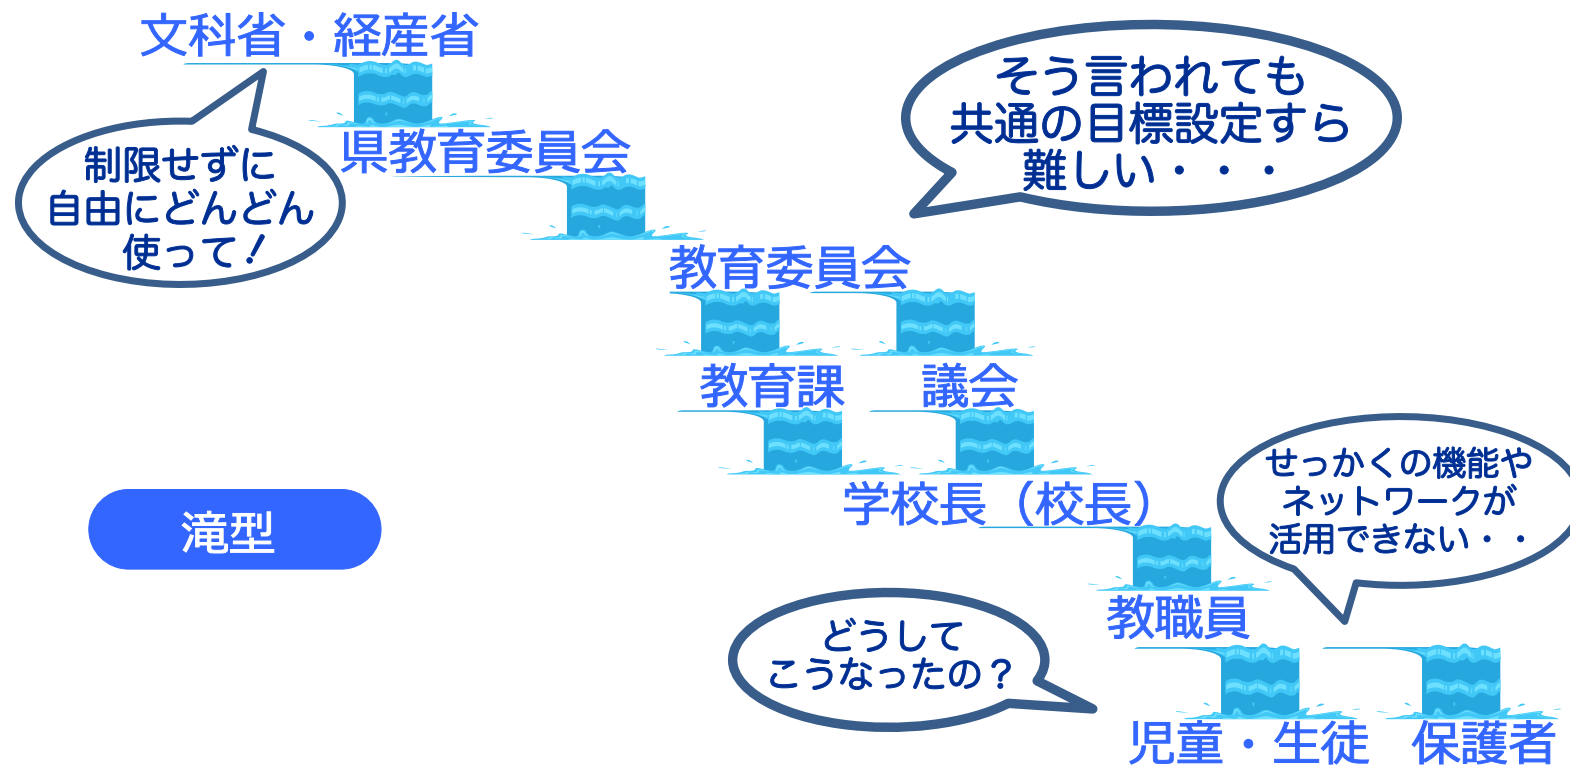 文科省・経産省
制限せずに
自由にどんどん
使って！
県教育委員会
そう言われても
共通の目標設定すら
難しい・・・
教育委員会
教育課
議会
滝型
学校長（校長）
せっかくの機能や
ネットワークが
活用できない・・
教職員
どうして
こうなったの？
児童・生徒
保護者